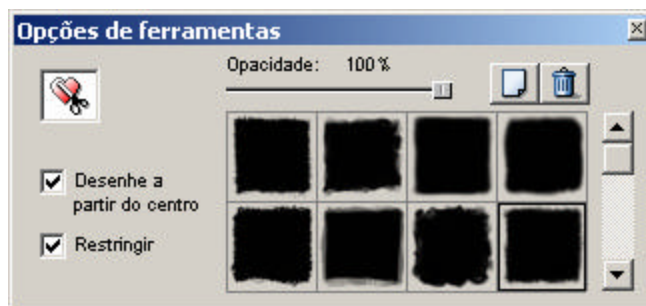 Opções de ferramentas
Opacidade: 100 %
Desenhe a
partir do centro
Restringir